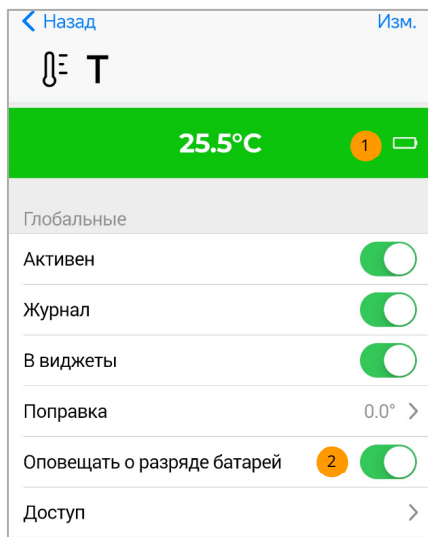 Назад Изм.
T
25.5°C 1
Глобальные
Активен
Журнал
В виджеты
Поправка 0.0°
Оповещать о разряде батарей 2
Доступ